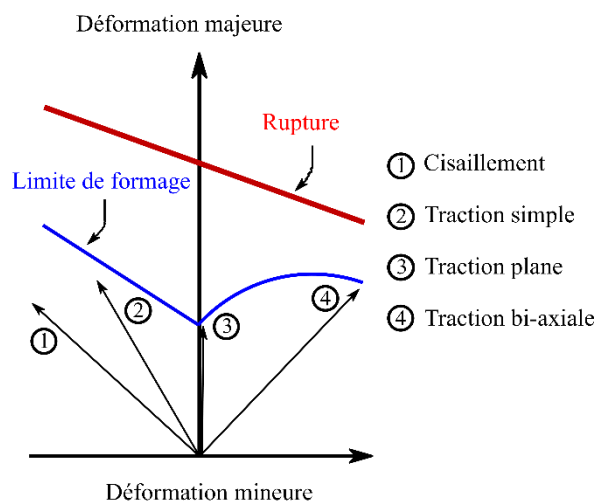 Déformation majeure
Rupture
Limite de formage
1 Cisaillement
2 Traction simple
3 Traction plane
4 Traction bi-axiale
4
2
3
1
Déformation mineure